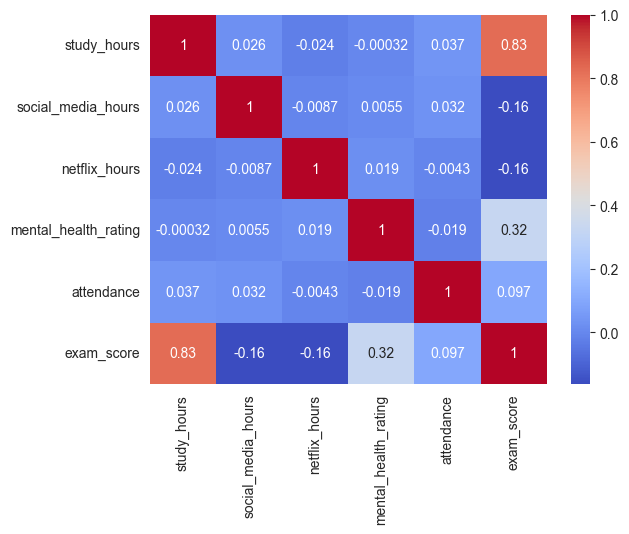 study_hours 1 0.026 -0.024 -0.00032 0.037 0.83
social_media_hours 0.026 1 -0.0087 0.0055 0.032 -0.16
netflix_hours -0.024 -0.0087 1 0.019 -0.0043 -0.16
mental_health_rating -0.00032 0.0055 0.019 1 -0.019 0.32
attendance 0.037 0.032 -0.0043 -0.019 1 0.097
exam_score 0.83 -0.16 -0.16 0.32 0.097 1
study_hours
social_media_hours
netflix_hours
mental_health_rating
attendance
exam_score
1.0
0.8
0.6
0.4
0.2
0.0